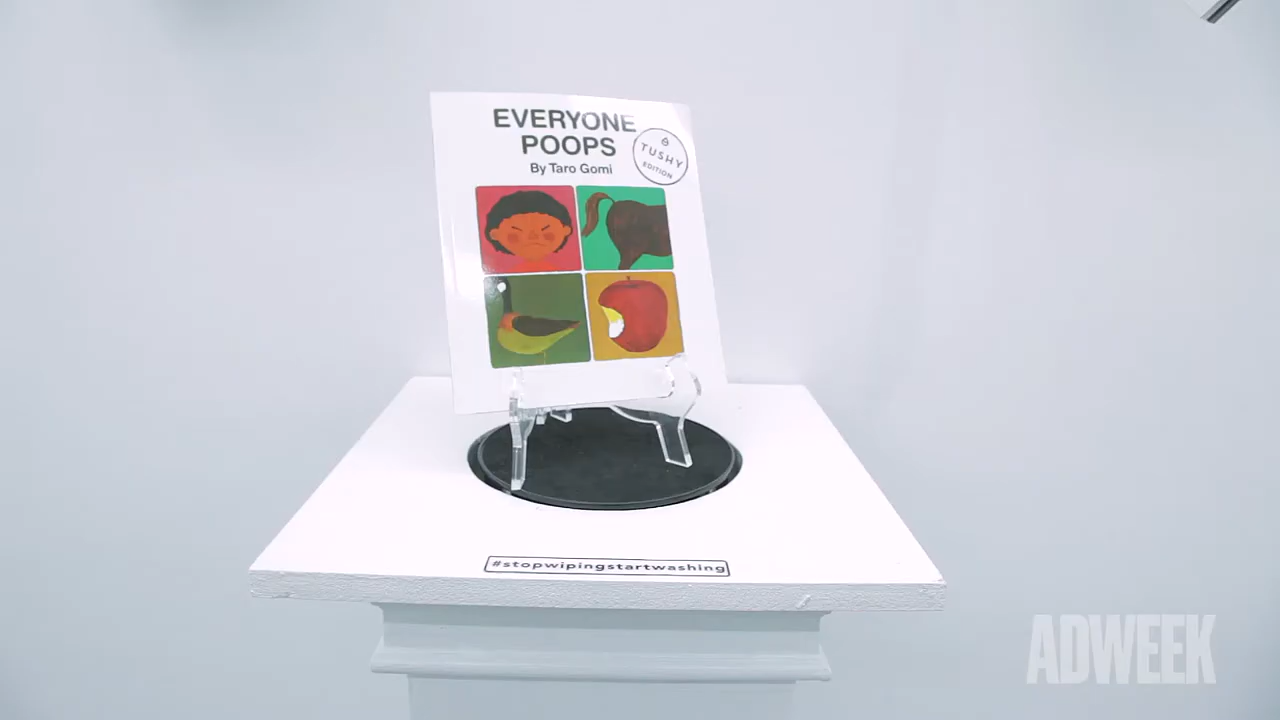 EVERYONE
POOPS
By Taro Gomi
TUSHY
EDITION
#stopwipingstartwashing
ADWEEK